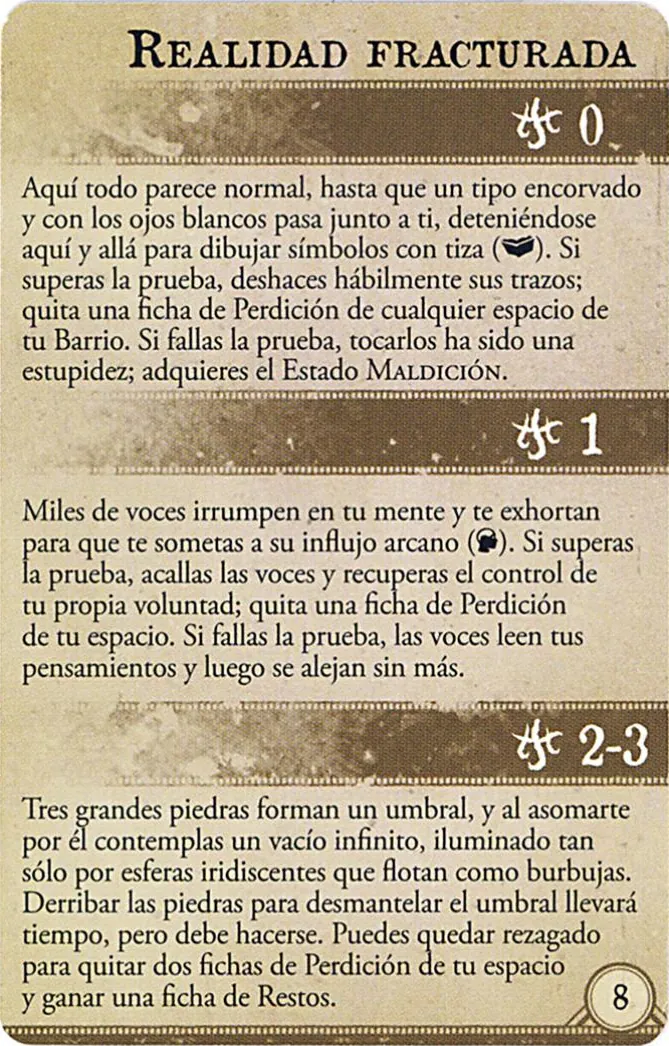 Realidad fracturada
0
Aquí todo parece normal, hasta que un tipo encorvado
y con los ojos blancos pasa junto a ti, deteniéndose
aquí y allá para dibujar símbolos con tiza (). Si
superas la prueba, deshaces hábilmente sus trazos;
quita una ficha de Perdición de cualquier espacio de
tu Barrio. Si fallas la prueba, tocarlos ha sido una
estupidez; adquieres el Estado Maldición.
1
Miles de voces irrumpen en tu mente y te exhortan
para que te sometas a su influjo arcano (). Si superas
la prueba, acallas las voces y recuperas el control de
tu propia voluntad; quita una ficha de Perdición
de tu espacio. Si fallas la prueba, las voces leen tus
pensamientos y luego se alejan sin más.
2-3
Tres grandes piedras forman un umbral, y al asomarte
por él contemplas un vacío infinito, iluminado tan
sólo por esferas iridiscentes que flotan como burbujas.
Derribar las piedras para desmantelar el umbral llevará
tiempo, pero debe hacerse. Puedes quedar rezagado
para quitar dos fichas de Perdición de tu espacio
y ganar una ficha de Restos.
8